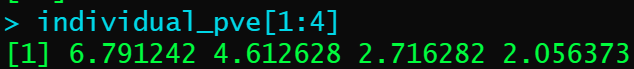 > individual_pve[1:4]
[1] 6.791242 4.612628 2.716282 2.056373